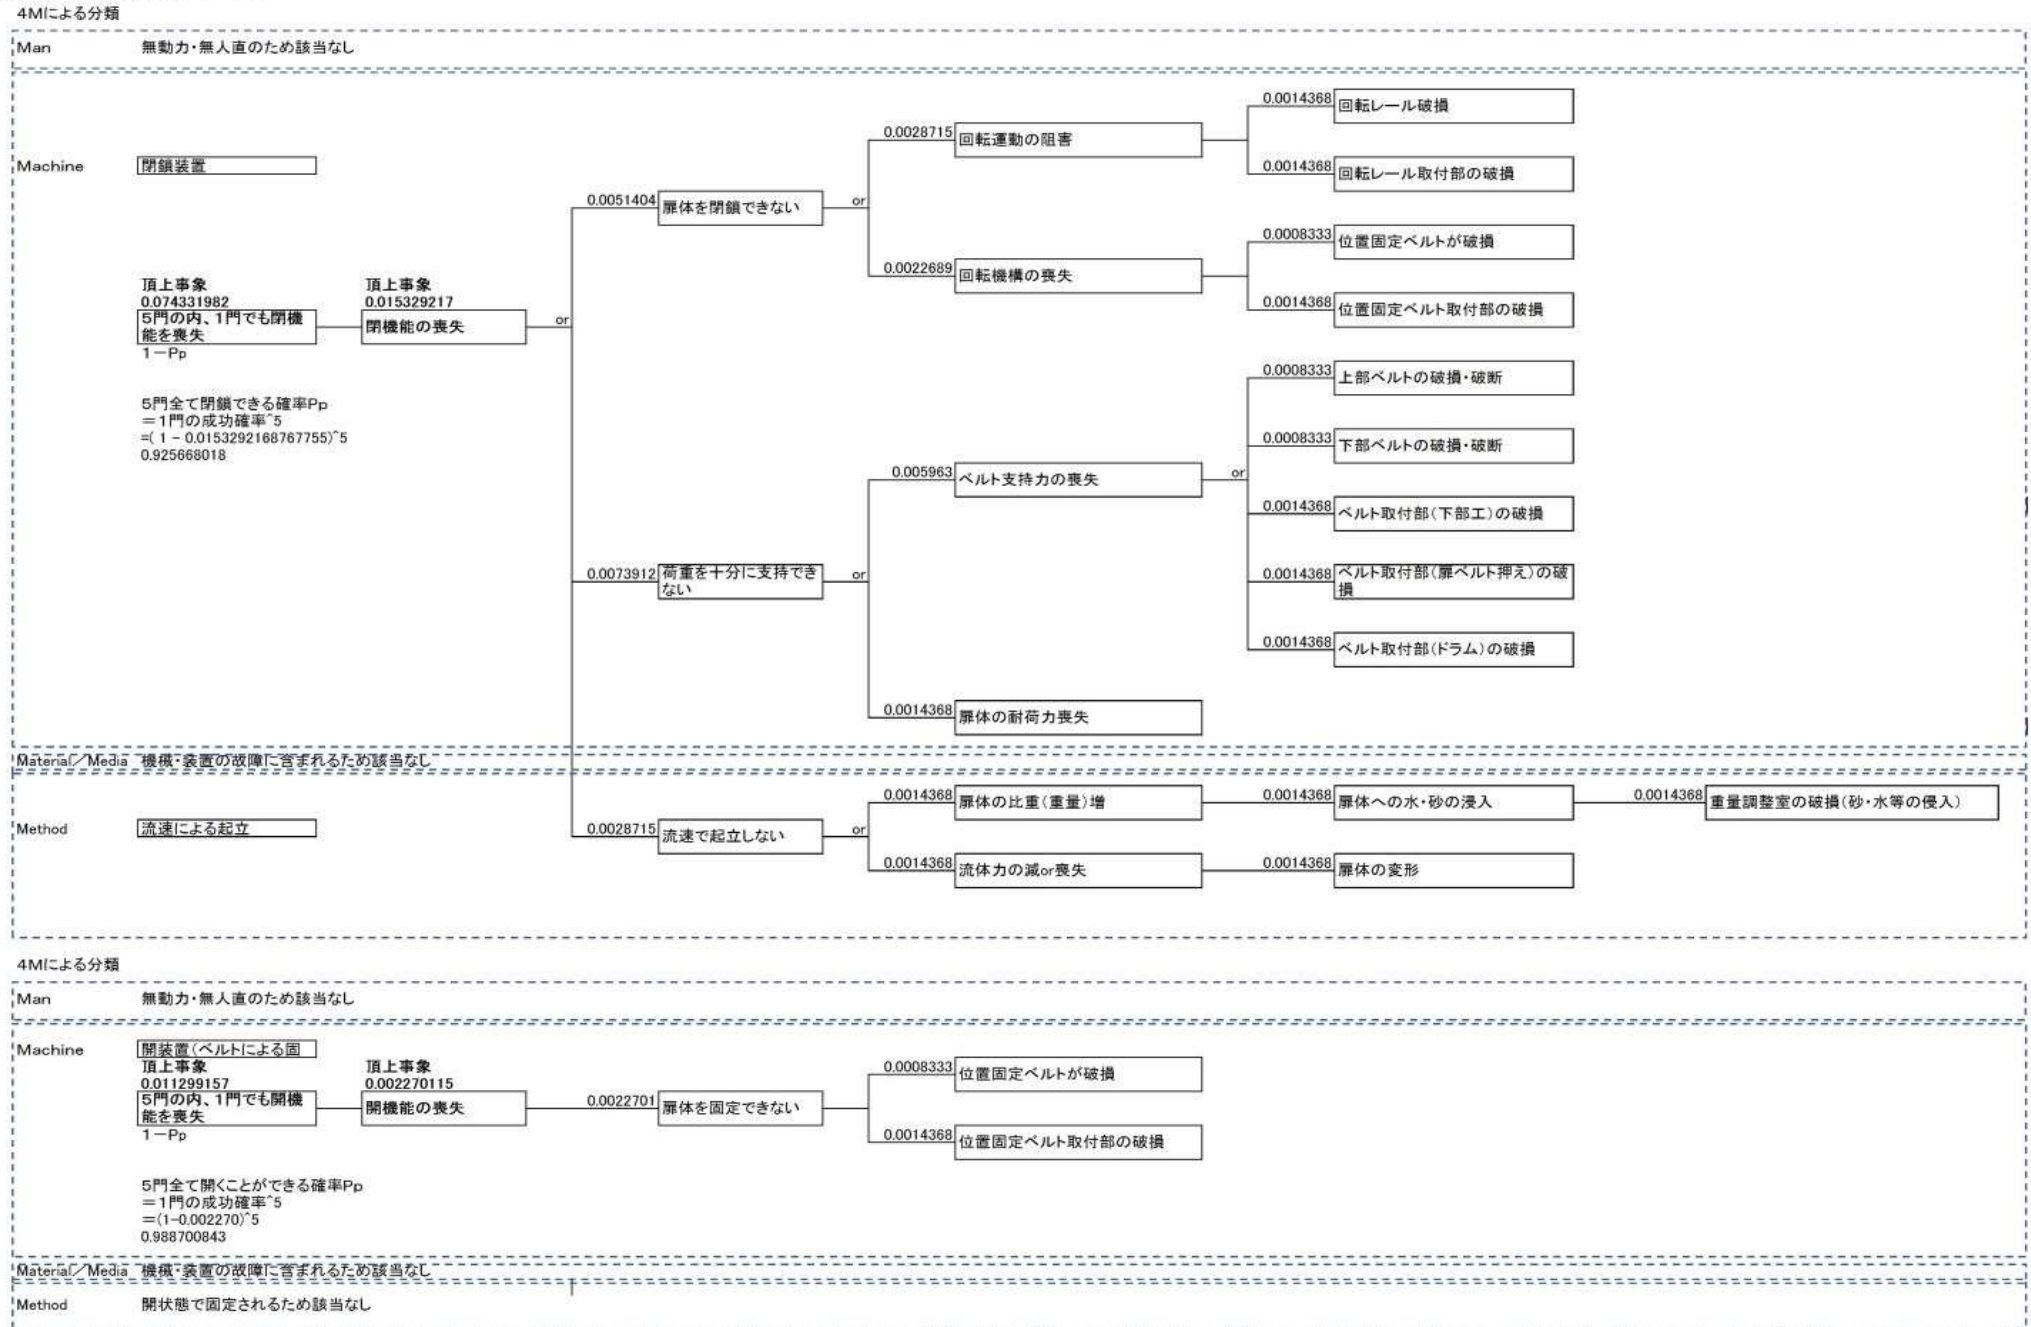 4Mによる分類
Man 無動力・無人直のため該当なし
Machine 閉鎖装置
0.0014368 回転レール破損
0.0028715 回転運動の阻害
0.0014368 回転レール取付部の破損
0.0051404 扉体を閉鎖できない or
0.0008333 位置固定ベルトが破損
0.0022689 回転機構の喪失
0.0014368 位置固定ベルト取付部の破損
頂上事象
0.074331982
5門の内、1門でも閉機
能を喪失
1-Pp
頂上事象
0.015329217
閉機能の喪失
or
5門全て閉鎖できる確率Pp
=1門の成功確率^5
=( 1 - 0.0153292168767755)^5
0.925668018
0.0008333 上部ベルトの破損・破断
0.0008333 下部ベルトの破損・破断
0.005963 ベルト支持力の喪失 or
0.0014368 ベルト取付部(下部工)の破損
0.0073912 荷重を十分に支持でき
ない
or
0.0014368 ベルト取付部(扉ベルト押え)の破
損
0.0014368 ベルト取付部(ドラム)の破損
0.0014368 扉体の耐荷力喪失
Material/Media 機械・装置の故障に含まれるため該当なし
Method 流速による起立
0.0028715 流速で起立しない or
0.0014368 扉体の比重(重量)増 0.0014368 扉体への水・砂の浸入 0.0014368 重量調整室の破損(砂・水等の侵入)
0.0014368 流体力の減or喪失 0.0014368 扉体の変形
4Mによる分類
Man 無動力・無人直のため該当なし
Machine 開装置(ベルトによる固
頂上事象
0.011299157
5門の内、1門でも開機
能を喪失
1-Pp
頂上事象
0.002270115
開機能の喪失
0.0022701 扉体を固定できない
0.0008333 位置固定ベルトが破損
0.0014368 位置固定ベルト取付部の破損
5門全て開くことができる確率Pp
=1門の成功確率^5
=(1-0.002270)^5
0.988700843
Material/Media 機械・装置の故障に含まれるため該当なし
Method 開状態で固定されるため該当なし